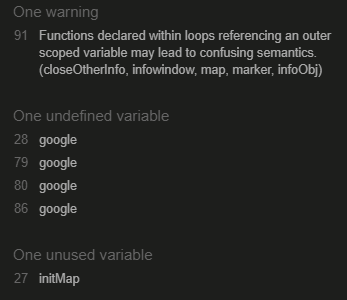 One warning
91 Functions declared within loops referencing an outer
scoped variable may lead to confusing semantics.
(closeOtherInfo, infowindow, map, marker, infoObj)
One undefined variable
28 google
79 google
80 google
86 google
One unused variable
27 initMap